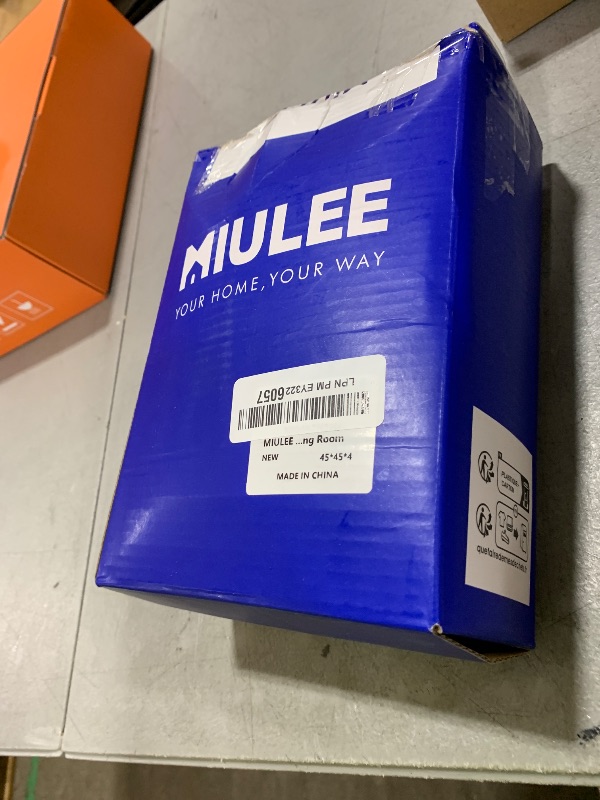 MIULEE
YOUR HOME, YOUR WAY
LPN PM EY3226057
MIULEE ...ng Room
NEW 45*45*4
MADE IN CHINA